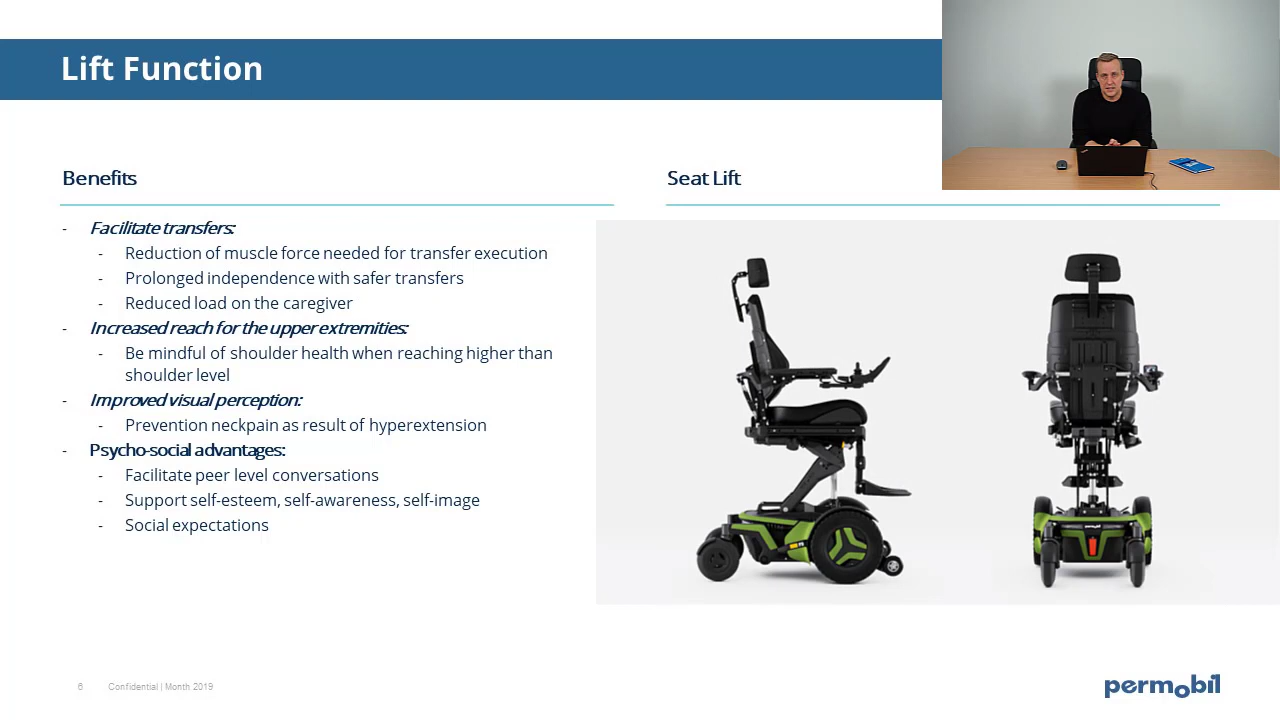 Lift Function
Benefits
- Facilitate transfers:
- Reduction of muscle force needed for transfer execution
- Prolonged independence with safer transfers
- Reduced load on the caregiver
- Increased reach for the upper extremities:
- Be mindful of shoulder health when reaching higher than
shoulder level
- Improved visual perception:
- Prevention neckpain as result of hyperextension
- Psycho-social advantages:
- Facilitate peer level conversations
- Support self-esteem, self-awareness, self-image
- Social expectations
Seat Lift
6 Confidential | Month 2019
permobil